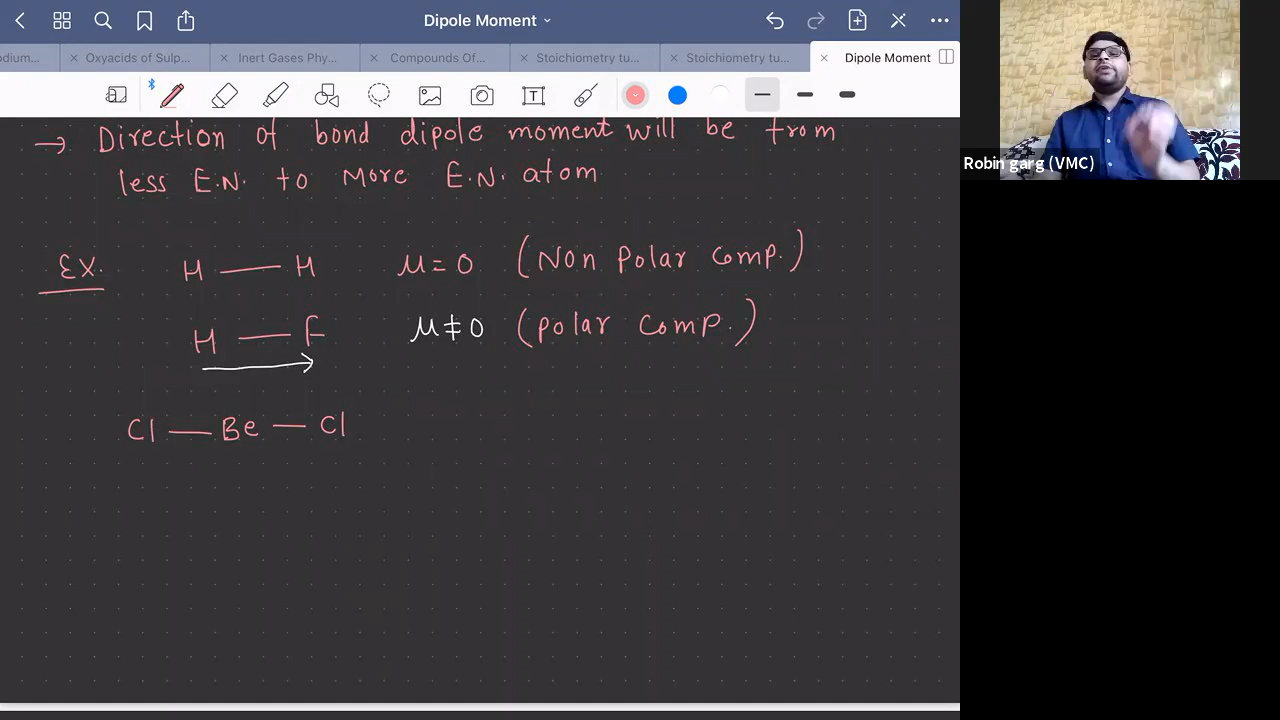 Dipole Moment
odium...
Oxyacids of Sulp...
Inert Gases Phy...
Compounds Of...
Stoichiometry tu...
Stoichiometry tu...
Dipole Moment
T
Robin garg (VMC)
→ Direction of bond dipole moment will be from
less E.N. to More E.N. atom
Ex. H — H μ = 0 (Non Polar Comp.)
H — F μ ≠ 0 (polar comp.)
Cl — Be — Cl